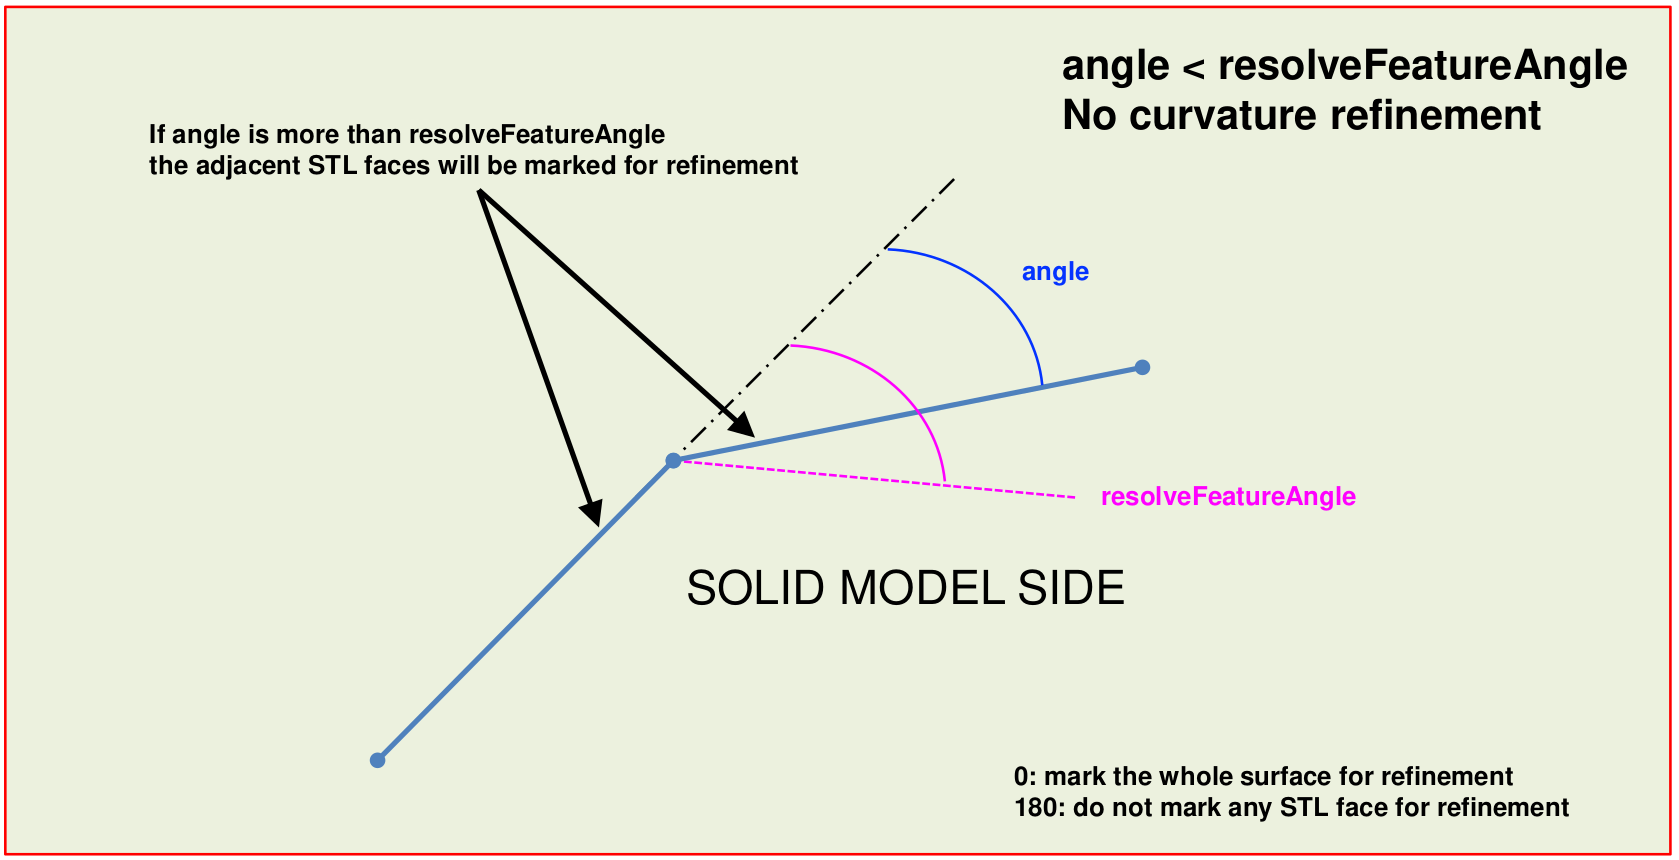 angle < resolveFeatureAngle
No curvature refinement
If angle is more than resolveFeatureAngle
the adjacent STL faces will be marked for refinement
angle
resolveFeatureAngle
SOLID MODEL SIDE
0: mark the whole surface for refinement
180: do not mark any STL face for refinement